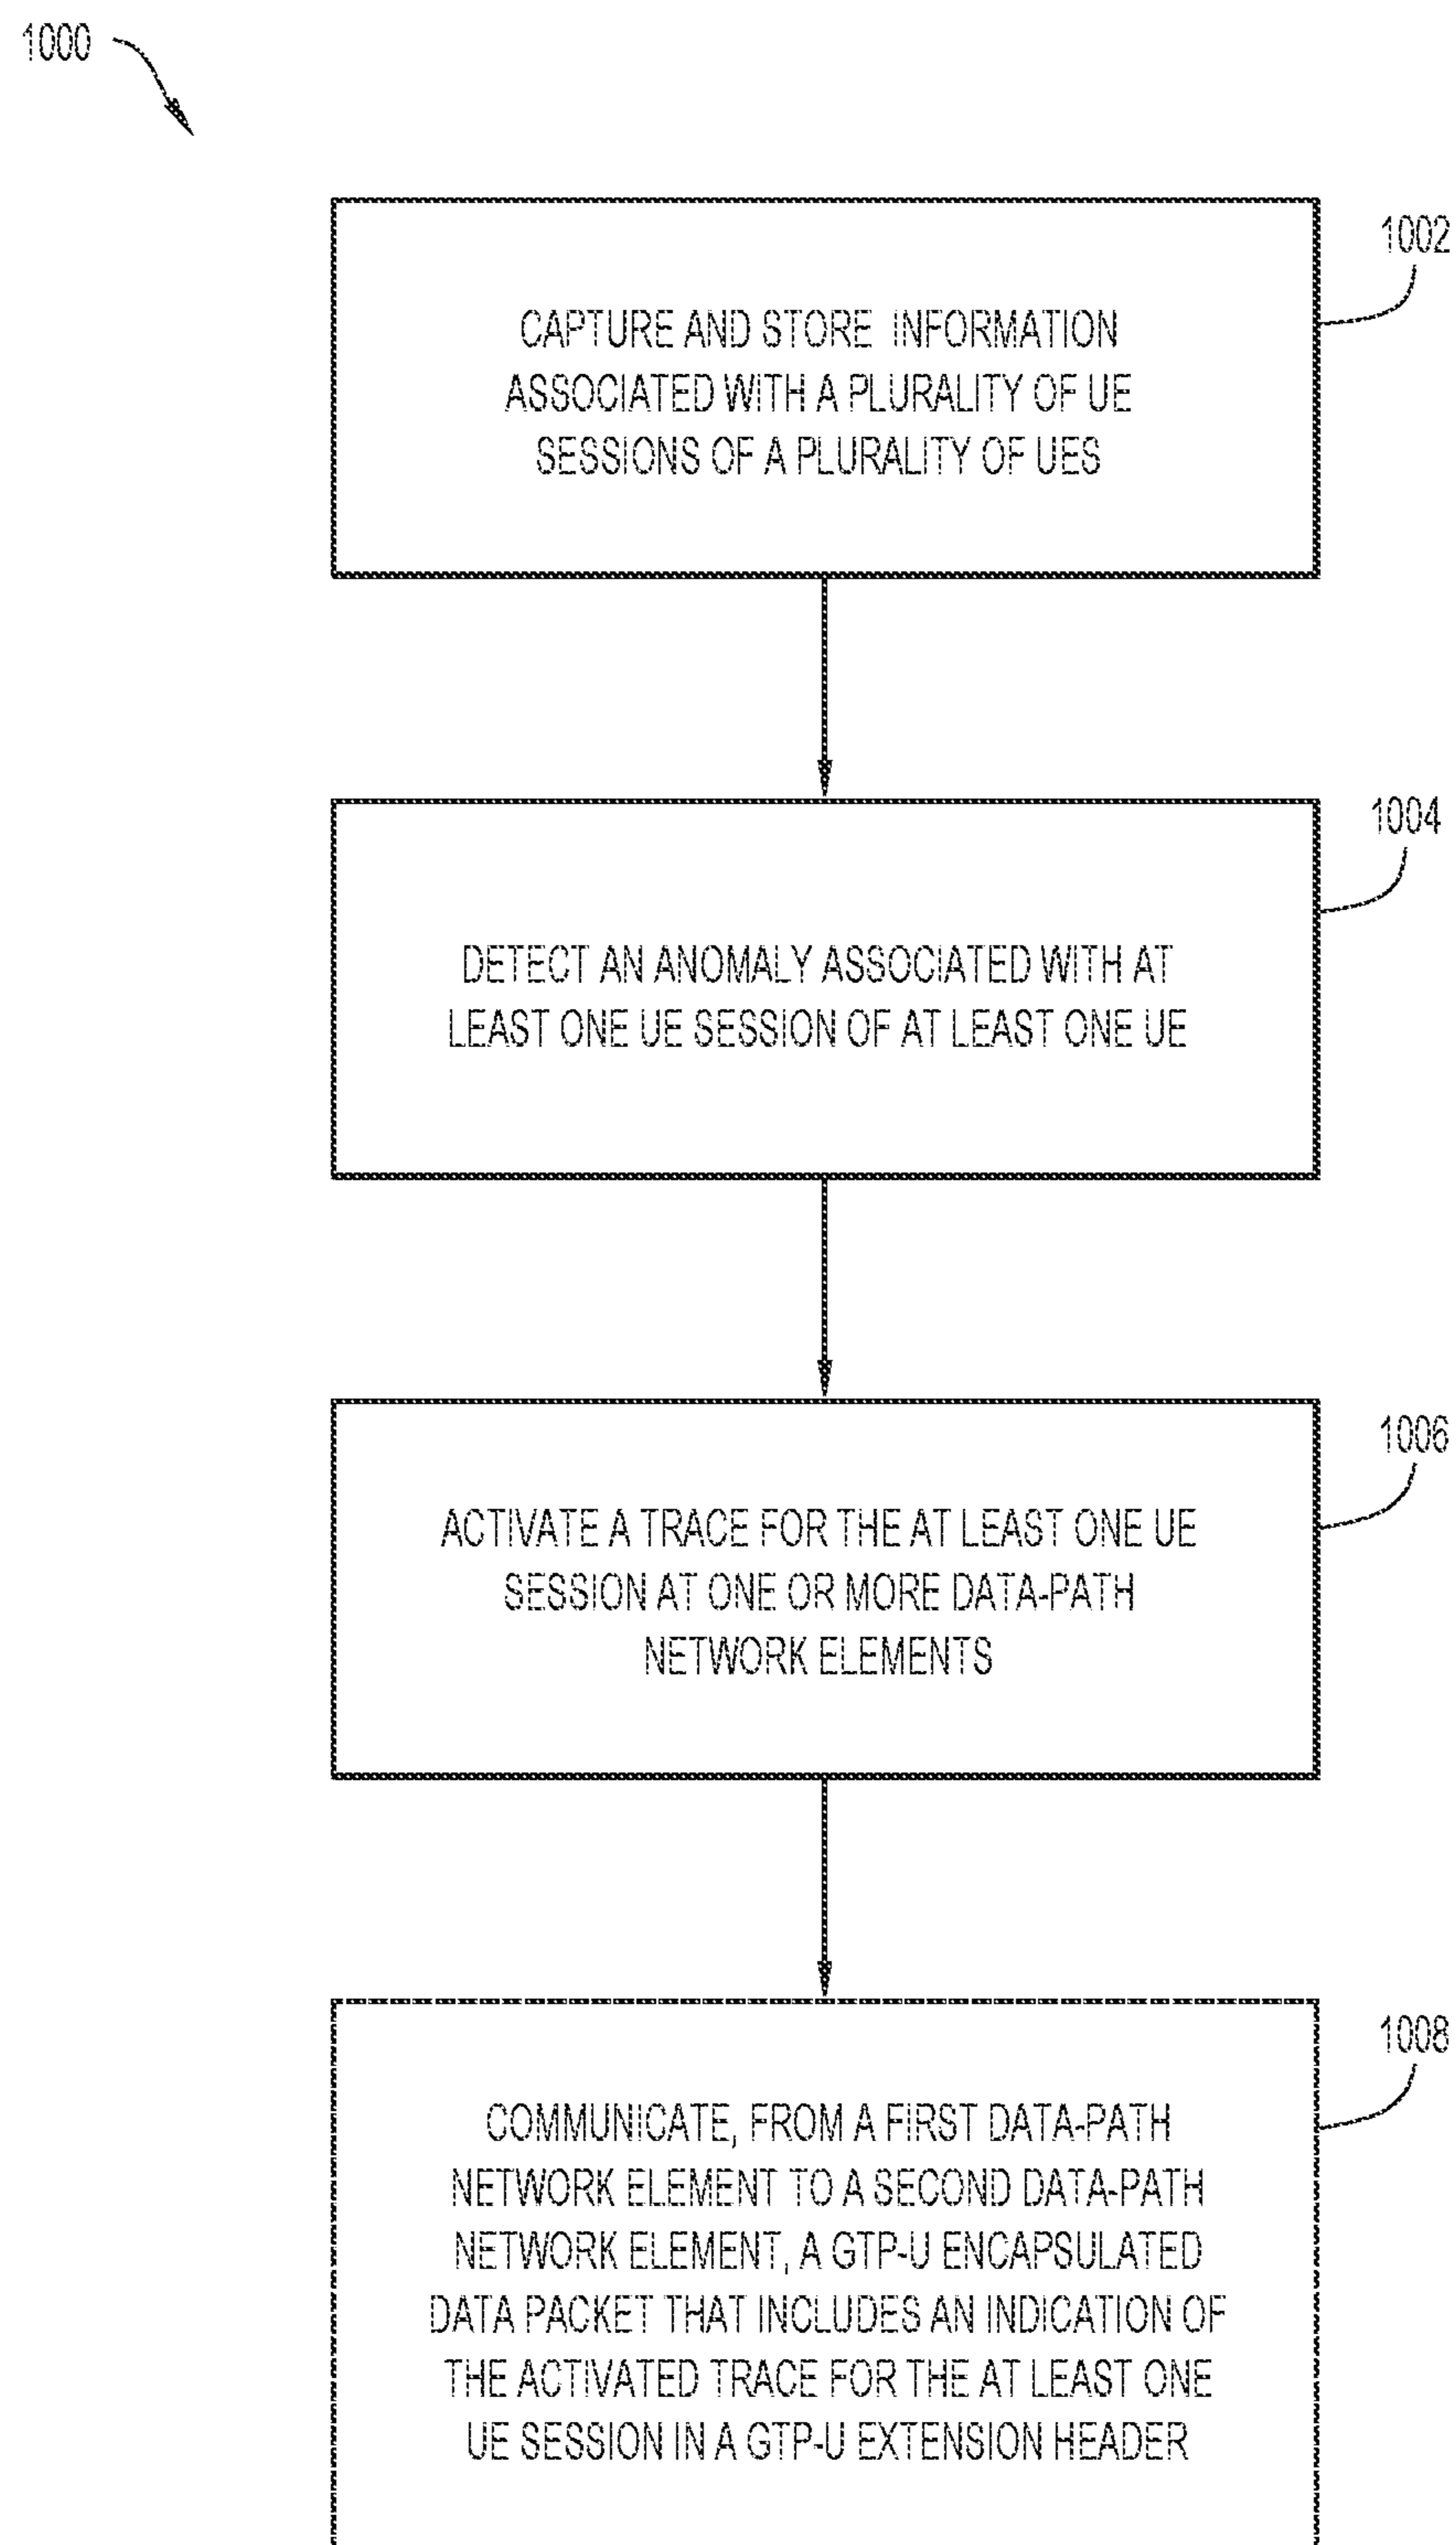 1000
1002
CAPTURE AND STORE INFORMATION
ASSOCIATED WITH A PLURALITY OF UE
SESSIONS OF A PLURALITY OF UES
1004
DETECT AN ANOMALY ASSOCIATED WITH AT
LEAST ONE UE SESSION OF AT LEAST ONE UE
1006
ACTIVATE A TRACE FOR THE AT LEAST ONE UE
SESSION AT ONE OR MORE DATA-PATH
NETWORK ELEMENTS
1008
COMMUNICATE, FROM A FIRST DATA-PATH
NETWORK ELEMENT TO A SECOND DATA-PATH
NETWORK ELEMENT, A GTP-U ENCAPSULATED
DATA PACKET THAT INCLUDES AN INDICATION OF
THE ACTIVATED TRACE FOR THE AT LEAST ONE
UE SESSION IN A GTP-U EXTENSION HEADER